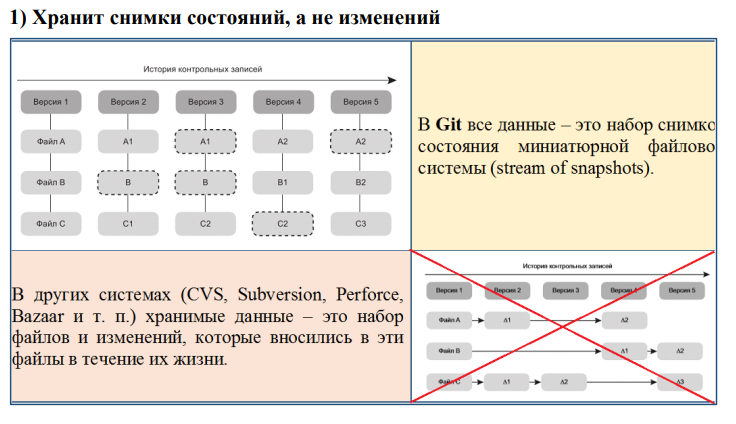 1) Хранит снимки состояний, а не изменений
История контрольных записей
Версия 1 Версия 2 Версия 3 Версия 4 Версия 5
Файл A A1 A1 A2 A2
Файл B B B B1 B2
Файл C C1 C2 C2 C3
В Git все данные – это набор снимко
состояния миниатюрной файлово
системы (stream of snapshots).
В других системах (CVS, Subversion, Perforce,
Bazaar и т. п.) хранимые данные – это набор
файлов и изменений, которые вносились в эти
файлы в течение их жизни.
История контрольных записей
Версия 1 Версия 2 Версия 3 Версия 4 Версия 5
Файл A Δ1 Δ2
Файл B Δ1 Δ2
Файл C Δ1 Δ2 Δ3